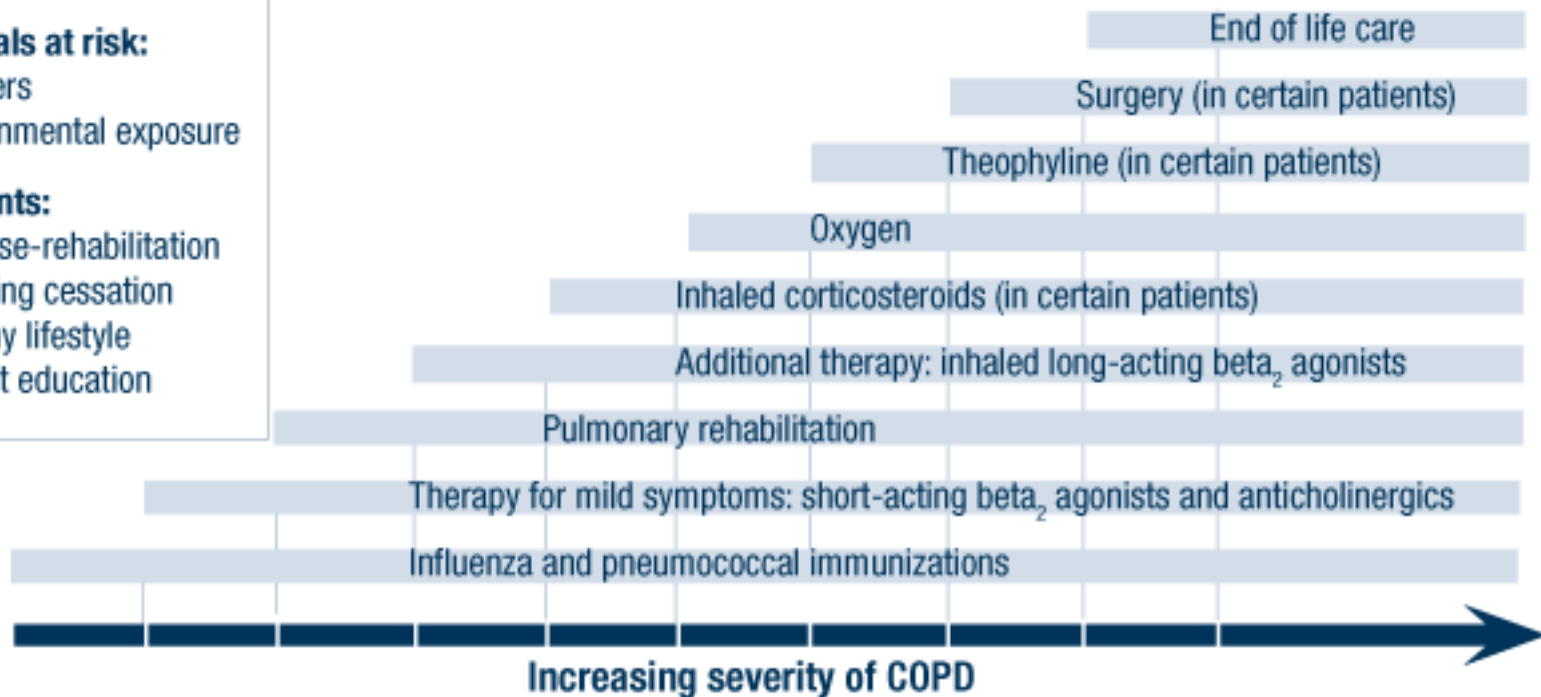 als at risk:
ers
nmental exposure
nts:
se-rehabilitation
ing cessation
y lifestyle
t education
End of life care
Surgery (in certain patients)
Theophyline (in certain patients)
Oxygen
Inhaled corticosteroids (in certain patients)
Additional therapy: inhaled long-acting beta₂ agonists
Pulmonary rehabilitation
Therapy for mild symptoms: short-acting beta₂ agonists and anticholinergics
Influenza and pneumococcal immunizations
Increasing severity of COPD